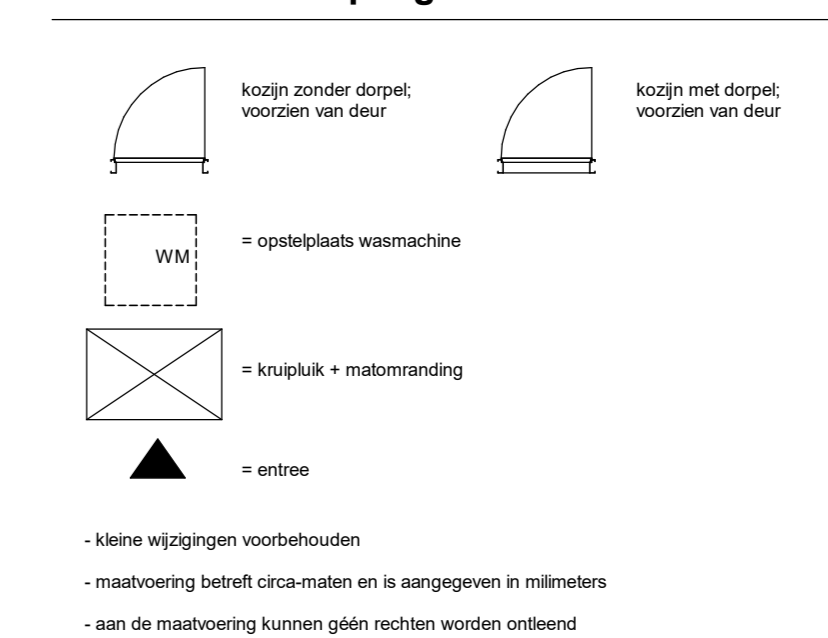 kozijn zonder dorpel;
voorzien van deur
kozijn met dorpel;
voorzien van deur
WM
= opstelplaats wasmachine
= kruipluik + matomranding
= entree
- kleine wijzigingen voorbehouden
- maatvoering betreft circa-maten en is aangegeven in milimeters
- aan de maatvoering kunnen géén rechten worden ontleend